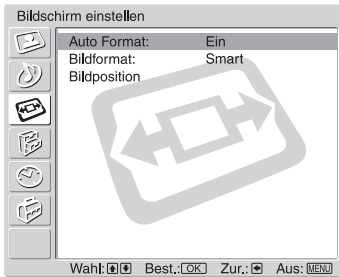 Bildschirm einstellen
Auto Format: Ein
Bildformat: Smart
Bildposition
Wahl: Best.: OK Zur.: Aus: MENU